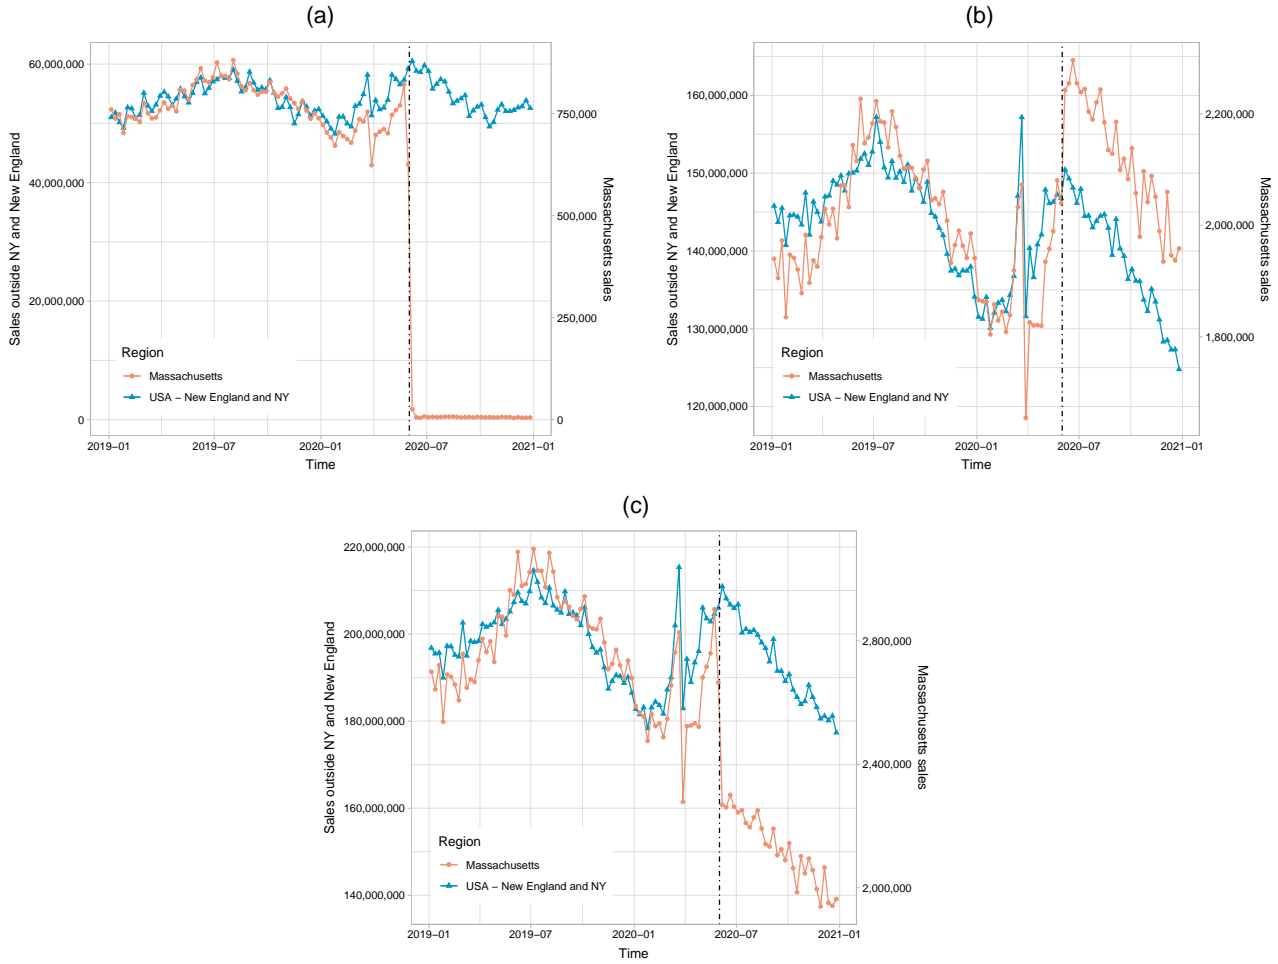 (a)
Sales outside NY and New England
60,000,000
40,000,000
20,000,000
0
750,000
500,000
250,000
0
Massachusetts sales
Region
Massachusetts
USA − New England and NY
2019−01
2019−07
2020−01
2020−07
2021−01
Time
(b)
Sales outside NY and New England
160,000,000
150,000,000
140,000,000
130,000,000
120,000,000
2,200,000
2,000,000
1,800,000
Massachusetts sales
Region
Massachusetts
USA − New England and NY
2019−01
2019−07
2020−01
2020−07
2021−01
Time
(c)
Sales outside NY and New England
220,000,000
200,000,000
180,000,000
160,000,000
140,000,000
2,800,000
2,400,000
2,000,000
Massachusetts sales
Region
Massachusetts
USA − New England and NY
2019−01
2019−07
2020−01
2020−07
2021−01
Time